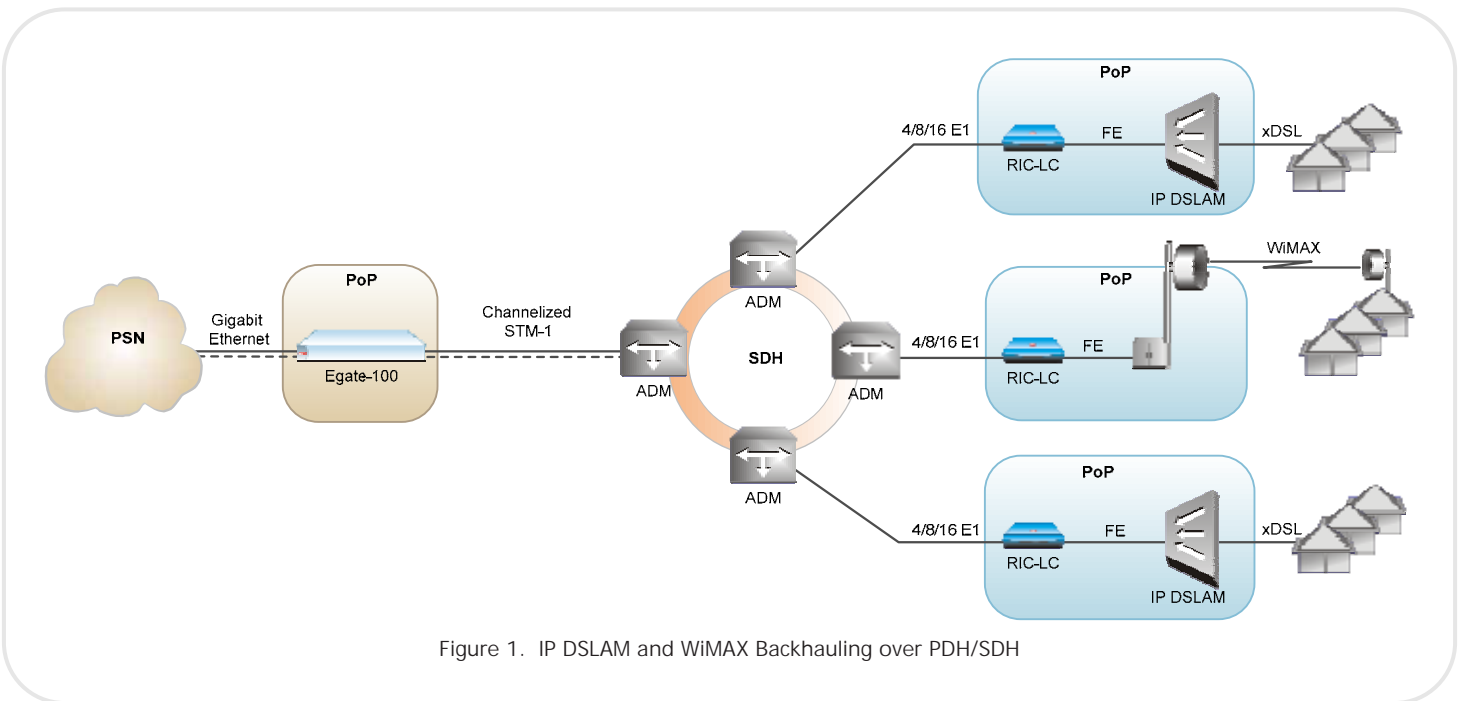 PSN
Gigabit
Ethernet
PoP
Egate-100
Channelized
STM-1
ADM
ADM
SDH
ADM
ADM
4/8/16 E1
PoP
RIC-LC
FE
IP DSLAM
xDSL
4/8/16 E1
PoP
RIC-LC
FE
WiMAX
4/8/16 E1
PoP
RIC-LC
FE
IP DSLAM
xDSL
Figure 1. IP DSLAM and WiMAX Backhauling over PDH/SDH